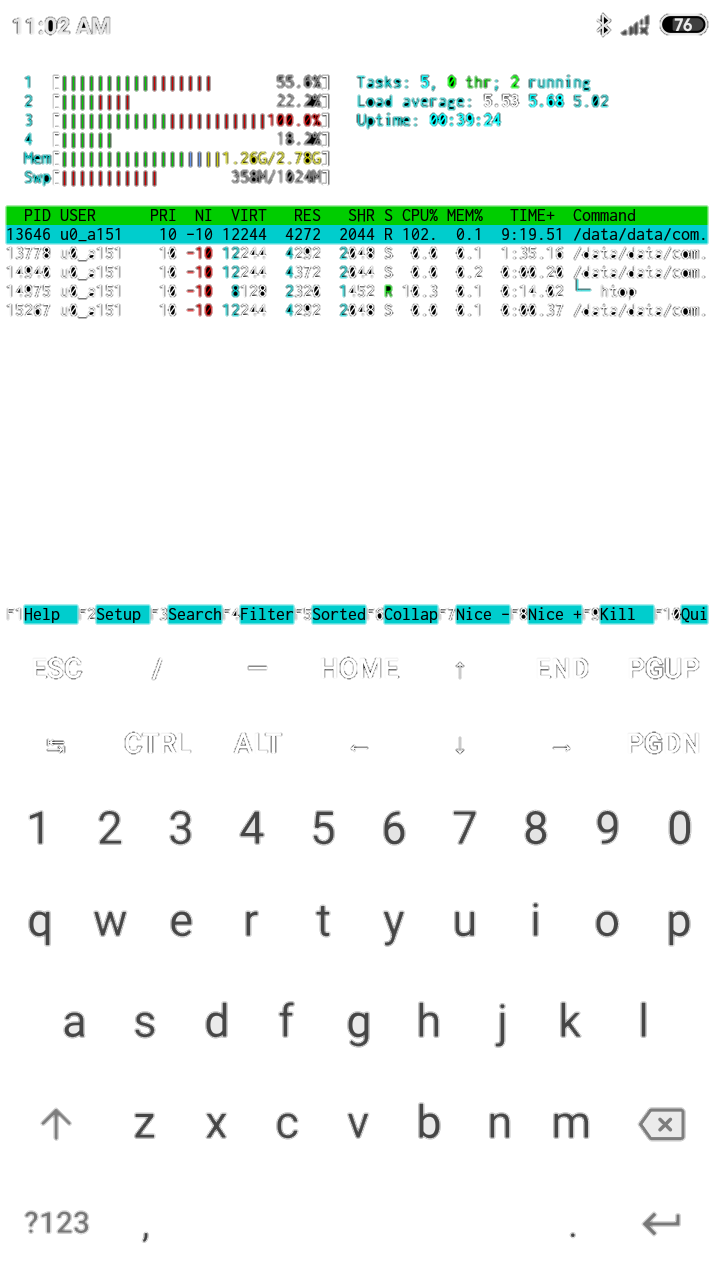 11:02 AM 76
1 [ 55.6%] Tasks: 5, 0 thr; 2 running
2 [ 22.2%] Load average: 5.53 5.68 5.02
3 [ 100.0%] Uptime: 00:39:24
4 [ 18.2%]
Mem[ 1.26G/2.78G]
Swp[ 358M/1024M]
PID USER PRI NI VIRT RES SHR S CPU% MEM% TIME+ Command
13646 u0_a151 10 -10 12244 4272 2044 R 102. 0.1 9:19.51 /data/data/com.
13778 u0_a151 10 -10 12244 4292 2048 S 0.0 0.1 1:35.16 /data/data/com.
14940 u0_a151 10 -10 12244 4372 2044 S 0.0 0.2 0:00.20 /data/data/com.
14975 u0_a151 10 -10 8128 2320 1452 R 10.3 0.1 0:14.02 └─ htop
15267 u0_a151 10 -10 12244 4292 2048 S 0.0 0.1 0:00.37 /data/data/com.
F1Help F2Setup F3SearchF4FilterF5SortedF6CollapF7Nice -F8Nice +F9Kill F10Qui
ESC / — HOME ↑ END PGUP
↹ CTRL ALT ← ↓ → PGDN
1 2 3 4 5 6 7 8 9 0
q w e r t y u i o p
a s d f g h j k l
z x c v b n m
?123 , .